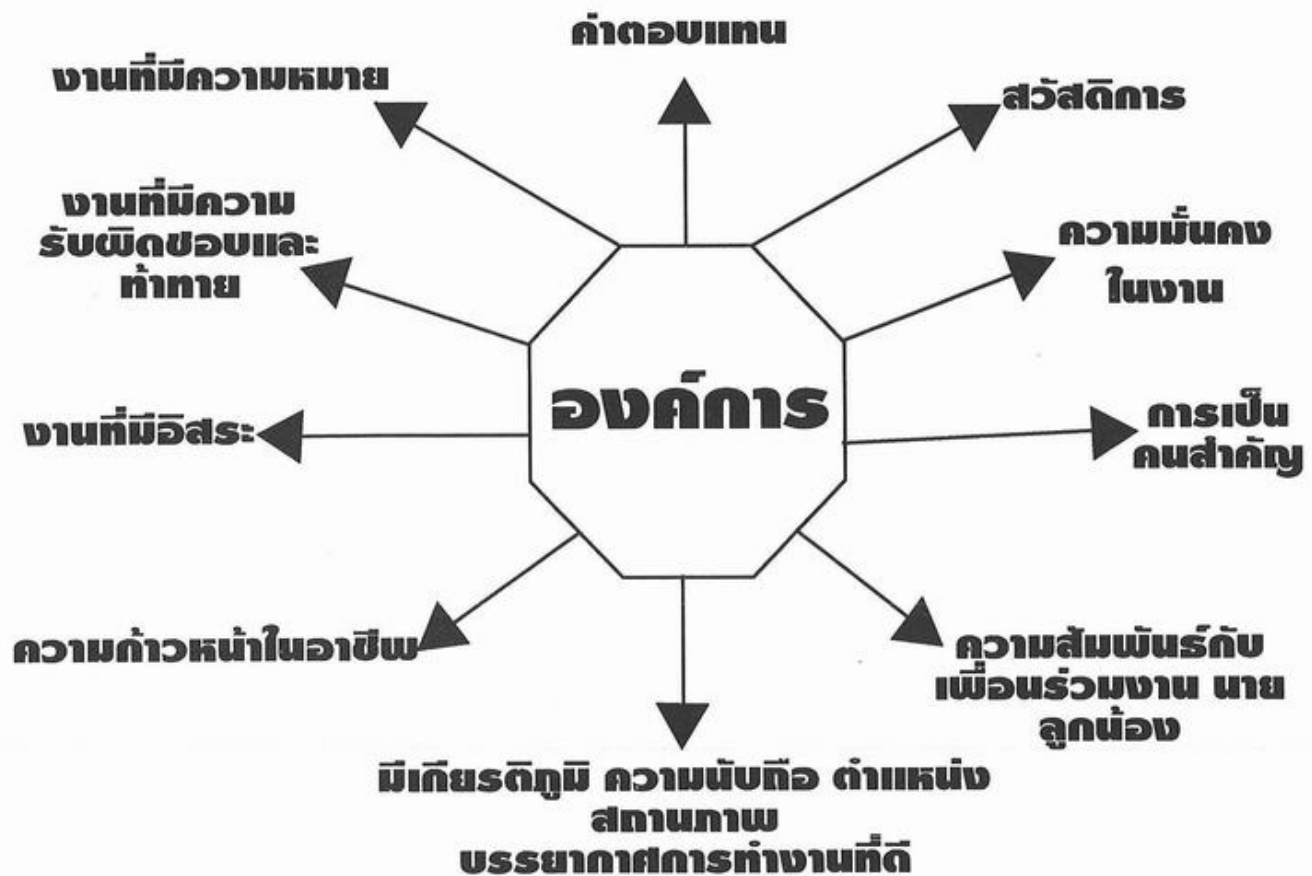 ค่าตอบแทน
งานที่มีความหมาย
สวัสดิการ
งานที่มีความ
รับผิดชอบและ
ท้าทาย
ความมั่นคง
ในงาน
องค์การ
การเป็น
คนสำคัญ
งานที่มีอิสระ
ความก้าวหน้าในอาชีพ
ความสัมพันธ์กับ
เพื่อนร่วมงาน นาย
ลูกน้อง
มีเกียรติภูมิ ความนับถือ ตำแหน่ง
สถานภาพ
บรรยากาศการทำงานที่ดี